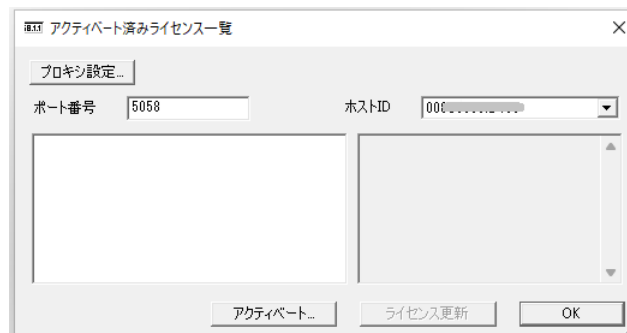 アクティベート済みライセンス一覧
プロキシ設定...
ポート番号 5058 ホストID
アクティベート... ライセンス更新 OK